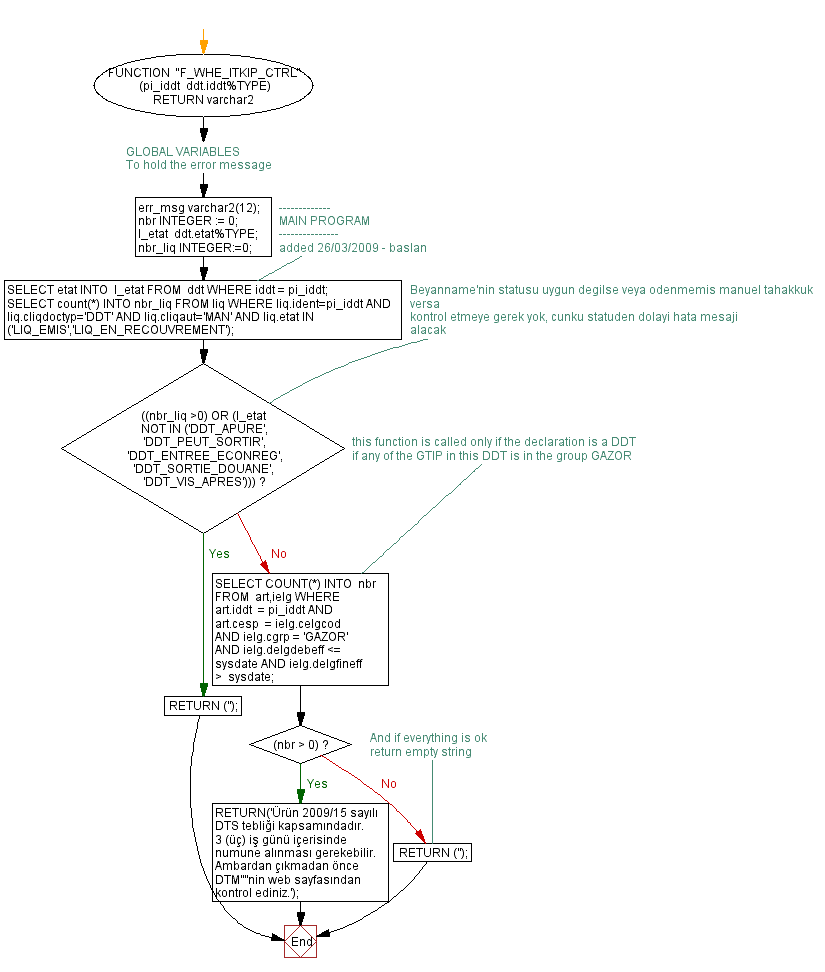 FUNCTION "F_WHE_ITKIP_CTRL"
(pi_iddt ddt.iddt%TYPE)
RETURN varchar2
GLOBAL VARIABLES
To hold the error message
err_msg varchar2(12);
nbr INTEGER := 0;
l_etat ddt.etat%TYPE;
nbr_liq INTEGER:=0;
-------------
MAIN PROGRAM
---------------
added 26/03/2009 - baslan
SELECT etat INTO l_etat FROM ddt WHERE iddt = pi_iddt;
SELECT count(*) INTO nbr_liq FROM liq WHERE liq.ident=pi_iddt AND
liq.cliqdoctyp='DDT' AND liq.cliqaut='MAN' AND liq.etat IN
('LIQ_EMIS','LIQ_EN_RECOUVREMENT');
Beyanname'nin statusu uygun degilse veya odenmemis manuel tahakkuk
versa
kontrol etmeye gerek yok, cunku statuden dolayi hata mesaji
alacak
((nbr_liq >0) OR (l_etat
NOT IN ('DDT_APURE',
'DDT_PEUT_SORTIR',
'DDT_ENTREE_ECONREG',
'DDT_SORTIE_DOUANE',
'DDT_VIS_APRES'))) ?
this function is called only if the declaration is a DDT
if any of the GTIP in this DDT is in the group GAZOR
Yes
No
SELECT COUNT(*) INTO nbr
FROM art,ielg WHERE
art.iddt = pi_iddt AND
art.cesp = ielg.celgcod
AND ielg.cgrp = 'GAZOR'
AND ielg.delgdebeff <=
sysdate AND ielg.delgfineff
> sysdate;
RETURN ('');
(nbr > 0) ?
And if everything is ok
return empty string
Yes
No
RETURN('Ürün 2009/15 sayılı
DTS tebliği kapsamındadır.
3 (üç) iş günü içerisinde
numune alınması gerekebilir.
Ambardan çıkmadan önce
DTM''''nin web sayfasından
kontrol ediniz.');
RETURN ('');
End